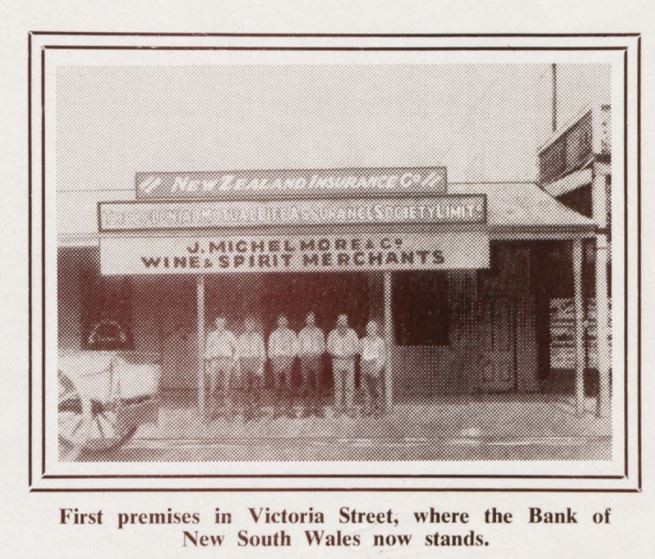 NEW ZEALAND INSURANCE Co
MUTUAL LIFE ASSURANCE SOCIETY LIMITD
J. MICHELMORE & Co
WINE & SPIRIT MERCHANTS
First premises in Victoria Street, where the Bank of
New South Wales now stands.